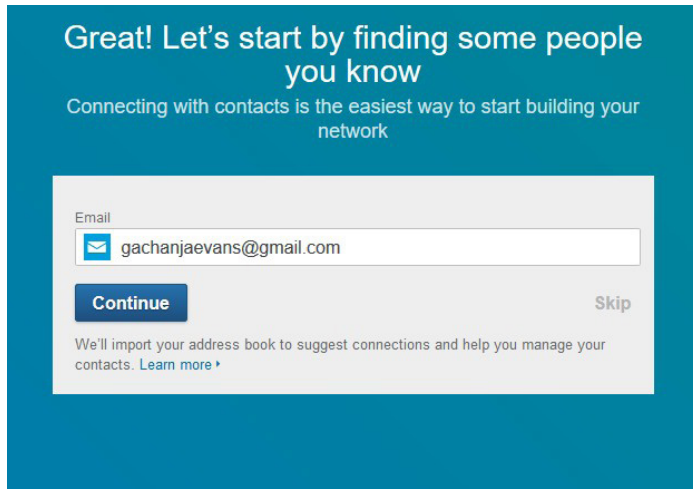 Great! Let's start by finding some people
you know
Connecting with contacts is the easiest way to start building your
network
Email
gachanjaevans@gmail.com
Continue
Skip
We'll import your address book to suggest connections and help you manage your
contacts. Learn more